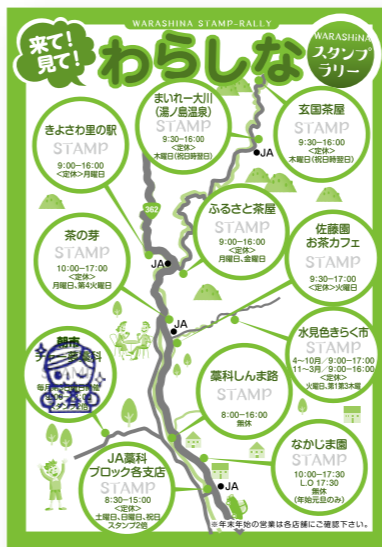 WARASHINA STAMP-RALLY
来て!
見て!
わらしな
WARASHiNA
スタンプ
ラリー
まいれー大川
(湯ノ島温泉)
STAMP
9:30−16:00
<定休>
木曜日(祝日時翌日)
玄国茶屋
STAMP
9:30−16:00
<定休>
木曜日(祝日時翌日)
きよさわ里の駅
STAMP
9:00−16:00
<定休>月曜日
JA
362
ふるさと茶屋
STAMP
9:00−16:00
<定休>
月曜日、金曜日
佐藤園
お茶カフェ
STAMP
9:30−17:00
<定休>火曜日
茶の芽
STAMP
10:00−17:00
<定休>
月曜日、第4火曜日
JA
JA
水見色きらく市
STAMP
4〜10月/9:00−17:00
11〜3月/9:00−16:00
<定休>
火曜日、第1第3木曜
朝市
薬科しんま路
STAMP
8:00−16:00
無休
なかじま園
STAMP
10:00−17:30
L.O 17:30
無休
(年始元旦のみ)
JA薬科
ブロック各支店
STAMP
8:30−15:00
<定休>
土曜日、日曜日、祝日
スタンプ2倍
JA
※年末年始の営業は各店舗にご確認下さい。